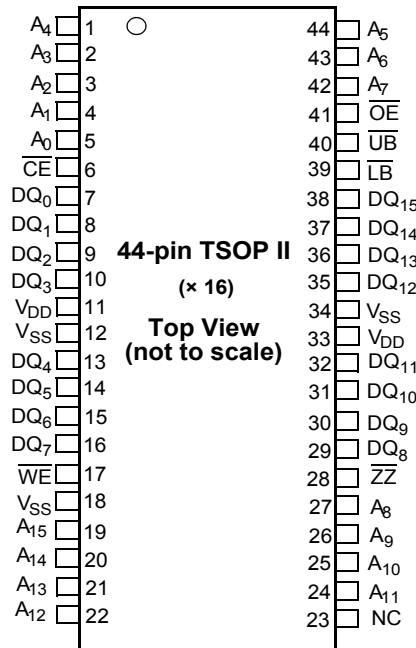 A4 1 44 A5
A3 2 43 A6
A2 3 42 A7
A1 4 41 OE
A0 5 40 UB
CE 6 39 LB
DQ0 7 38 DQ15
DQ1 8 37 DQ14
DQ2 9 36 DQ13
DQ3 10 35 DQ12
VDD 11 34 VSS
VSS 12 33 VDD
DQ4 13 32 DQ11
DQ5 14 31 DQ10
DQ6 15 30 DQ9
DQ7 16 29 DQ8
WE 17 28 ZZ
VSS 18 27 A8
A15 19 26 A9
A14 20 25 A10
A13 21 24 A11
A12 22 23 NC
44-pin TSOP II
(× 16)
Top View
(not to scale)